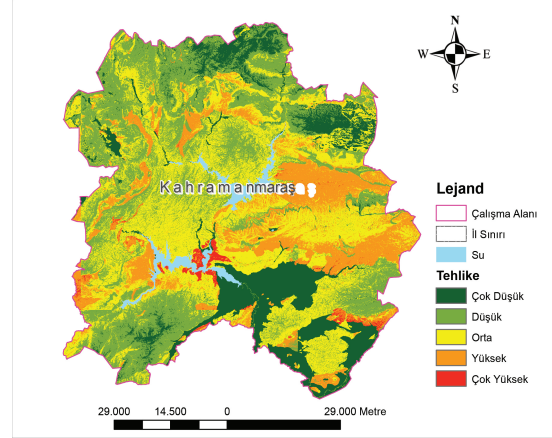 N
W E
S
Kahramanmaraş
Lejand
Çalışma Alanı
İl Sınırı
Su
Tehlike
Çok Düşük
Düşük
Orta
Yüksek
Çok Yüksek
29.000 14.500 0 29.000 Metre